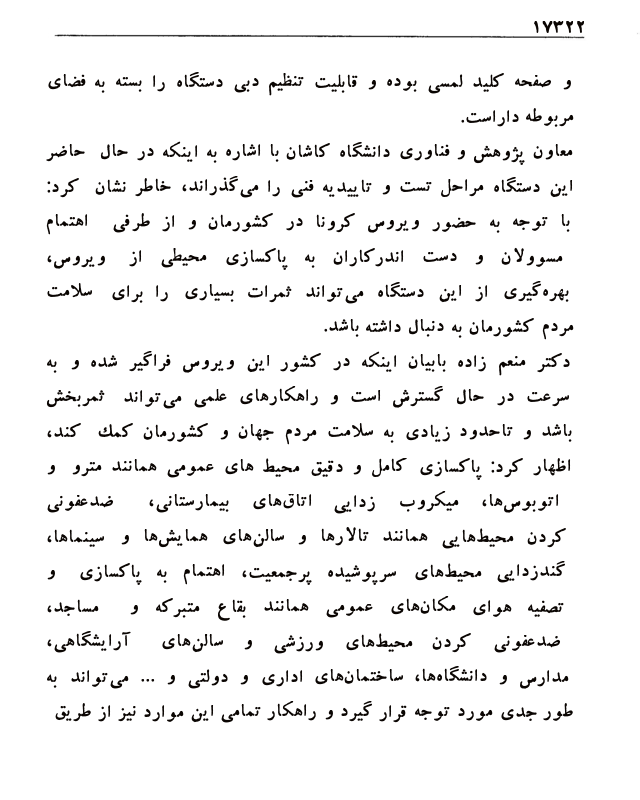 ۱۷۳۲۲
و صفحه کلید لمسی بوده و قابلیت تنظیم دبی دستگاه را بسته به فضای
مربوطه داراست.
معاون پژوهش و فناوری دانشگاه کاشان با اشاره به اینکه در حال حاضر
این دستگاه مراحل تست و تاییدیه فنی را می‌گذراند، خاطر نشان کرد:
با توجه به حضور ویروس کرونا در کشورمان و از طرفی اهتمام
مسوولان و دست اندرکاران به پاکسازی محیطی از ویروس،
بهره‌گیری از این دستگاه می‌تواند ثمرات بسیاری را برای سلامت
مردم کشورمان به دنبال داشته باشد.
دکتر منعم زاده بابیان اینکه در کشور این ویروس فراگیر شده و به
سرعت در حال گسترش است و راهکارهای علمی می‌تواند ثمربخش
باشد و تاحدود زیادی به سلامت مردم جهان و کشورمان کمك کند،
اظهار کرد: پاکسازی کامل و دقیق محیط های عمومی همانند مترو و
اتوبوس‌ها، میکروب زدایی اتاق‌های بیمارستانی، ضدعفونی
کردن محیط‌هایی همانند تالارها و سالن‌های همایش‌ها و سینماها،
گندزدایی محیط‌های سرپوشیده پرجمعیت، اهتمام به پاکسازی و
تصفیه هوای مکان‌های عمومی همانند بقاع متبرکه و مساجد،
ضدعفونی کردن محیط‌های ورزشی و سالن‌های آرایشگاهی،
مدارس و دانشگاه‌ها، ساختمان‌های اداری و دولتی و ... می‌تواند به
طور جدی مورد توجه قرار گیرد و راهکار تمامی این موارد نیز از طریق